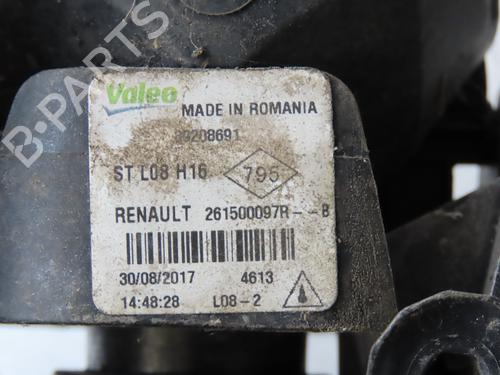 B-PARTS
Valeo
MADE IN ROMANIA
89208691
ST L08 H16
795
RENAULT 261500097R--B
30/08/2017 4613
14:48:28 L08-2